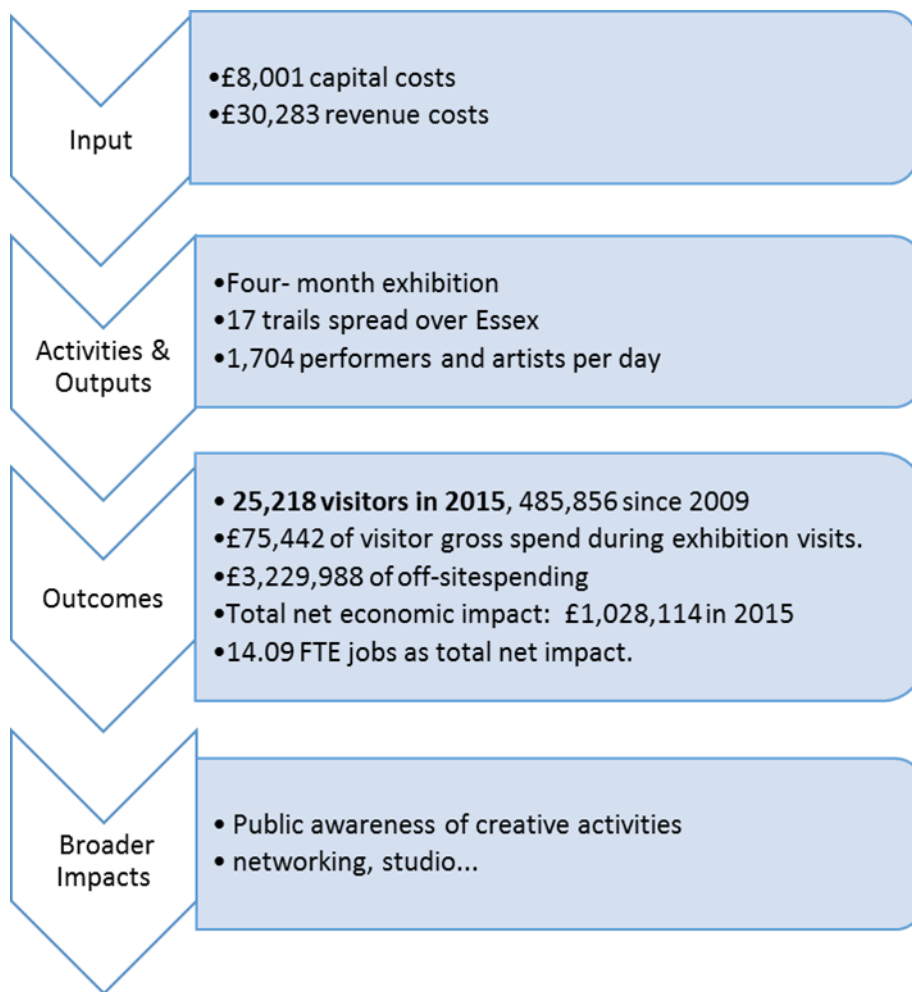 Input
•£8,001 capital costs
•£30,283 revenue costs
Activities &
Outputs
•Four- month exhibition
•17 trails spread over Essex
•1,704 performers and artists per day
Outcomes
• 25,218 visitors in 2015, 485,856 since 2009
•£75,442 of visitor gross spend during exhibition visits.
•£3,229,988 of off-sitespending
•Total net economic impact: £1,028,114 in 2015
•14.09 FTE jobs as total net impact.
Broader
Impacts
• Public awareness of creative activities
• networking, studio...